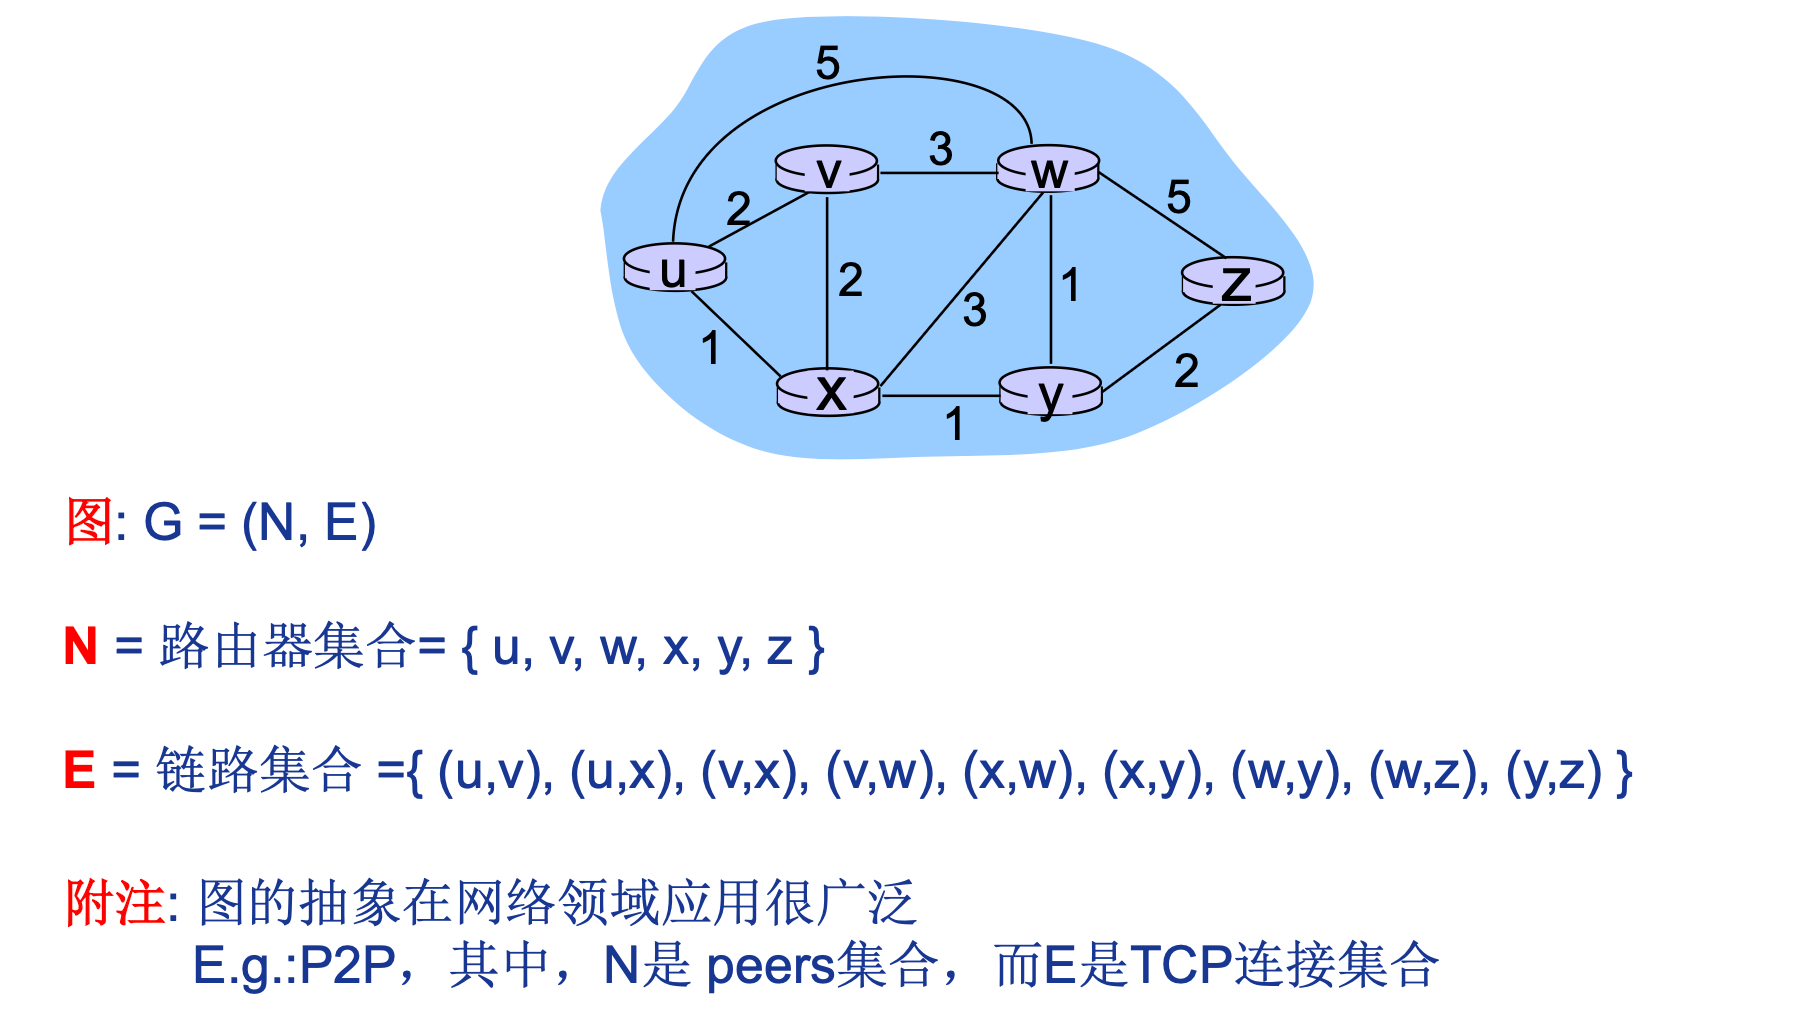 5
v
3
w
2
5
u
2
z
3
1
1
2
x
y
1
图: G = (N, E)
N = 路由器集合= { u, v, w, x, y, z }
E = 链路集合 ={ (u,v), (u,x), (v,x), (v,w), (x,w), (x,y), (w,y), (w,z), (y,z) }
附注: 图的抽象在网络领域应用很广泛
E.g.:P2P，其中，N是 peers集合，而E是TCP连接集合